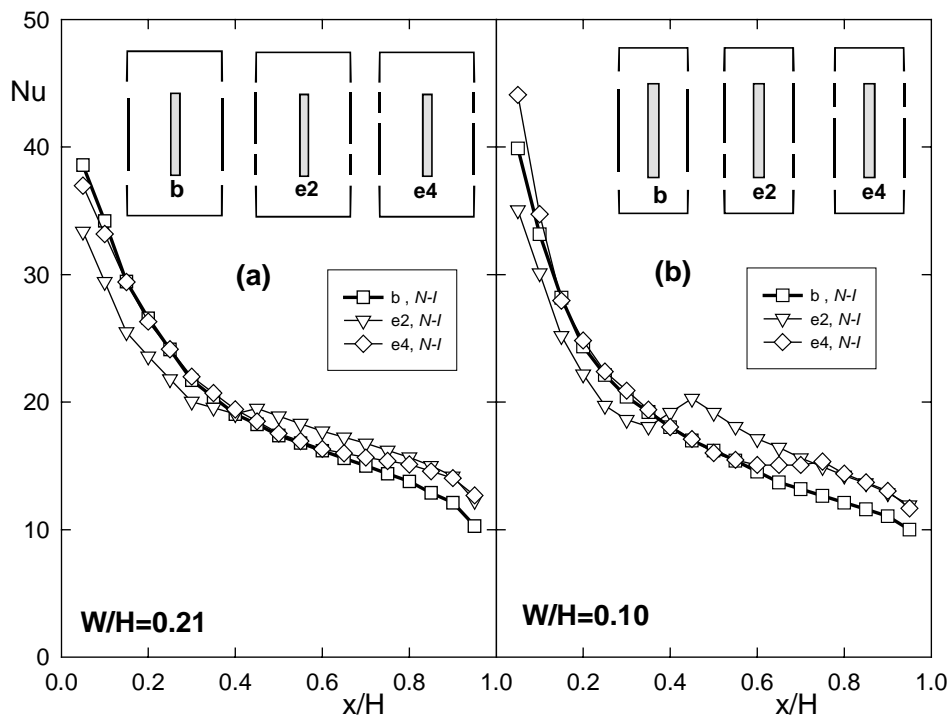 50
Nu
40
30
20
10
0
b
e2
e4
(a)
b , N-I
e2, N-I
e4, N-I
W/H=0.21
0.0
0.2
0.4
0.6
0.8
1.0
x/H
b
e2
e4
(b)
b , N-I
e2, N-I
e4, N-I
W/H=0.10
0.2
0.4
0.6
0.8
1.0
x/H